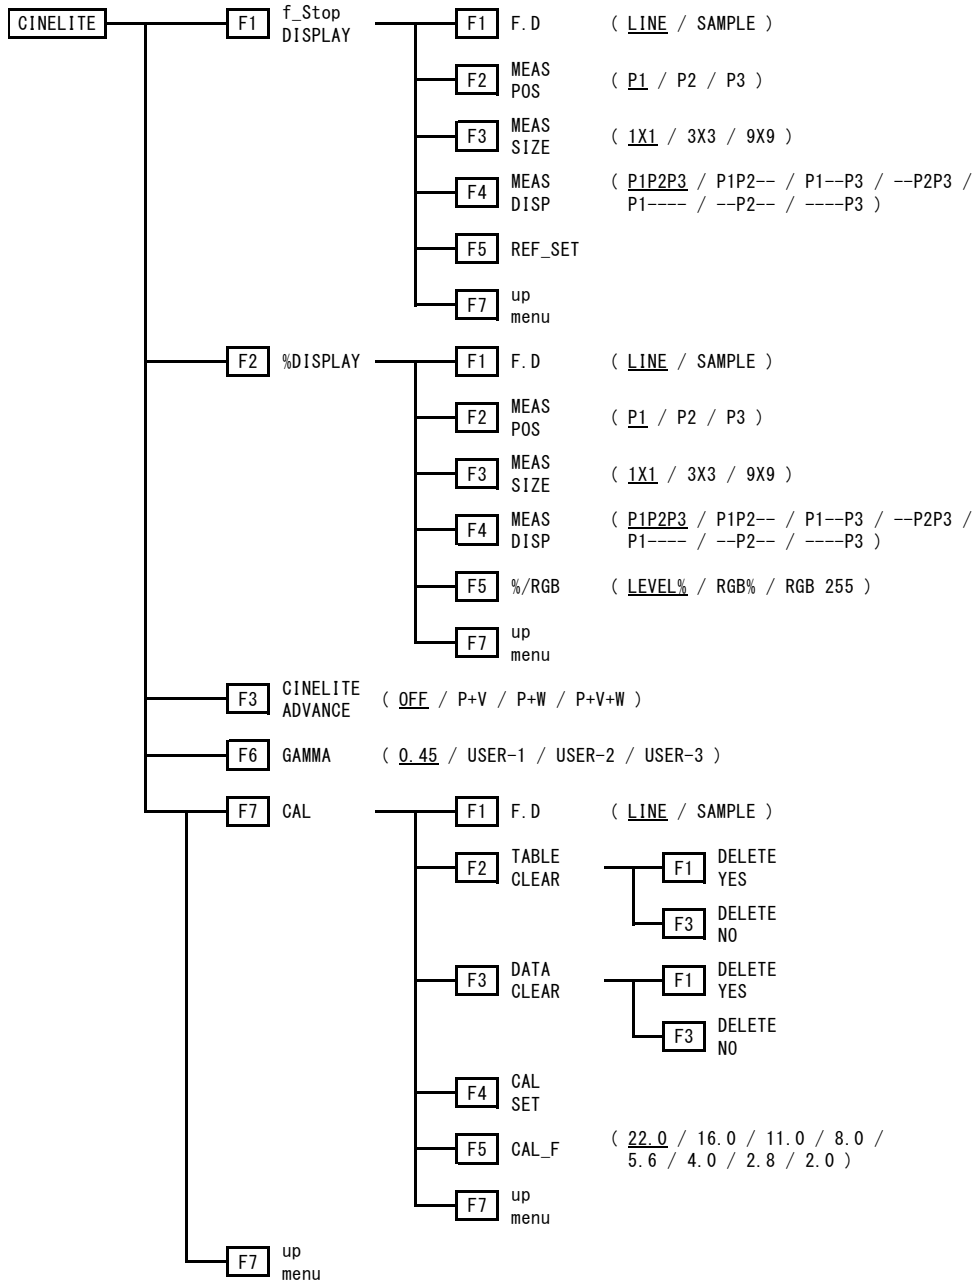 CINELITE F1 f_Stop DISPLAY F1 F.D ( LINE / SAMPLE )
F2 MEAS POS ( P1 / P2 / P3 )
F3 MEAS SIZE ( 1X1 / 3X3 / 9X9 )
F4 MEAS DISP ( P1P2P3 / P1P2-- / P1--P3 / --P2P3 /
P1---- / --P2-- / ----P3 )
F5 REF_SET
F7 up menu
F2 %DISPLAY F1 F.D ( LINE / SAMPLE )
F2 MEAS POS ( P1 / P2 / P3 )
F3 MEAS SIZE ( 1X1 / 3X3 / 9X9 )
F4 MEAS DISP ( P1P2P3 / P1P2-- / P1--P3 / --P2P3 /
P1---- / --P2-- / ----P3 )
F5 %/RGB ( LEVEL% / RGB% / RGB 255 )
F7 up menu
F3 CINELITE ADVANCE ( OFF / P+V / P+W / P+V+W )
F6 GAMMA ( 0.45 / USER-1 / USER-2 / USER-3 )
F7 CAL F1 F.D ( LINE / SAMPLE )
F2 TABLE CLEAR F1 DELETE YES
F3 DELETE NO
F3 DATA CLEAR F1 DELETE YES
F3 DELETE NO
F4 CAL SET
F5 CAL_F ( 22.0 / 16.0 / 11.0 / 8.0 /
5.6 / 4.0 / 2.8 / 2.0 )
F7 up menu
F7 up menu